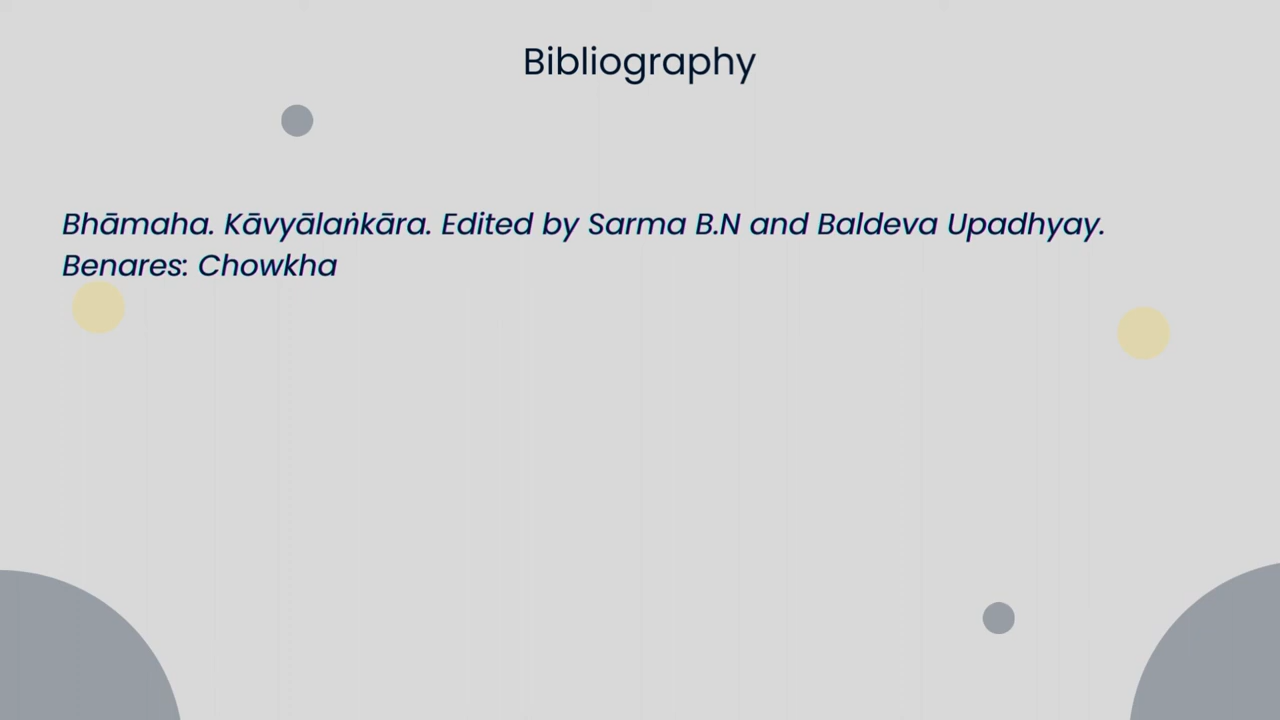 Bibliography
Bhāmaha. Kāvyālaṅkāra. Edited by Sarma B.N and Baldeva Upadhyay.
Benares: Chowkha